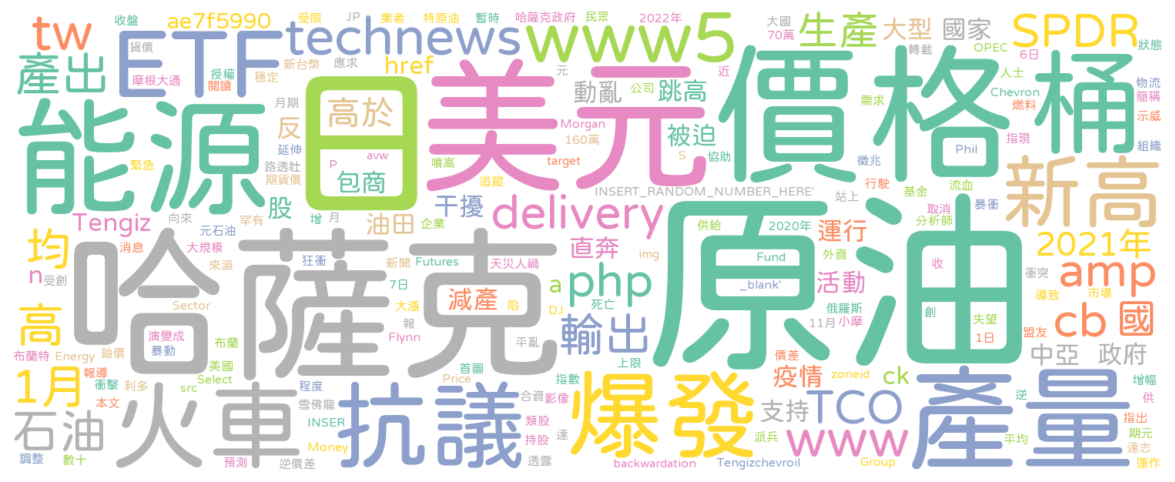 tw
收盤
ae7f5990
受限
JP
業者
特原油
暫時
哈薩克政府
民眾
2022年
大國
70萬
生產
大型
國家
SPDR
狀態
ETF
貨價
摩根大通
授權
閱讀
href
新台幣
穩定
應求
technews
www5
元
近
轉載
OPEC
6日
人士
產出
能源
緊急
月期
反
延伸
路透社
期貨價
高於
日
P
avw
包商
美元
噴高
追蹤
Morgan
160萬
target
動亂
公司
跳高
被迫
S
協助
價格
需求
徵兆
行駛
Phil
指現
Chevron
燃料
桶
物流
簡稱
示威
組織
INSERT_RANDOM_NUMBER_HERE'
站上
基金
流血
取消
分析師
暴衝
新高
Tengiz
向來
元石油
大規模
罕有
股
增
月
油田
企業
干擾
delivery
直奔
供給
2020年
運行
外資
2021年
均
n
受創
消息
來源
哈薩克
狂衝
新聞
7日
Futures
大漲
天災人禍
減產
陷
a
DJ
php
死亡
img
活動
俄羅斯
11月
小摩
原油
Fund
_blank'
收
創
失望
1日
衝突
導致
amp
市場
cb
國
盟友
高
布蘭特
Energy
鈾價
報導
演變成
暴動
Sector
布蘭
美國
Select
報
Flynn
平亂
輸出
上限
中亞
政府
1月
衝擊
利多
src
本文
火車
程度
雪佛龍
INSER
Money
預測
逆價差
首圖
Price
抗議
合資
影像
類股
持股
達
透露
指數
爆發
backwardation
債差
疫情
zoneid
ck
支持
TCO
派兵
www
平均
Tengizchevroil
Group
產量
逆
增幅
供
指出
期元
達志
運作
石油
調整
數十